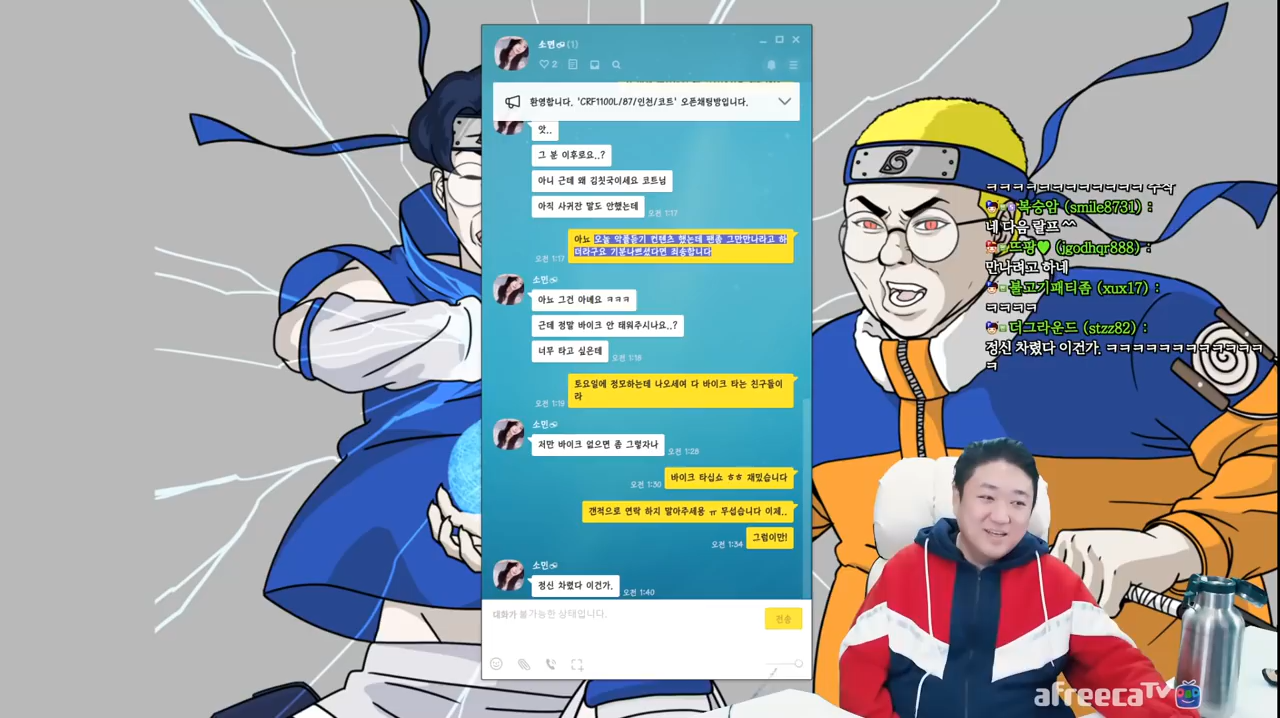 소민 (1)
2
환영합니다. 'CRF1100L/87/인천/코트' 오픈채팅방입니다.
앗..
그 분 이후로요..?
아니 근데 왜 김칫국이세요 코트님
아직 사귀잔 말도 안했는데
오전 1:17
아뇨 오늘 악플듣기 컨텐츠 했는데 팬좀 그만만나라고 하
더라구요 기분나쁘셨다면 죄송합니다
오전 1:17
소민
아뇨 그건 아녜요 ㅋㅋㅋ
근데 정말 바이크 안 태워주시나요..?
너무 타고 싶은데
오전 1:18
토요일에 정모하는데 나오세여 다 바이크 타는 친구들이
라
오전 1:19
소민
저만 바이크 없으면 좀 그렇자나
오전 1:28
바이크 타십쇼 ㅎㅎ 재밌습니다
오전 1:30
갠적으로 연락 하지 말아주세용 ㅠ 무섭습니다 이제..
그럼이만!
오전 1:34
소민
정신 차렸다 이건가.
오전 1:40
대화가 불가능한 상태입니다.
전송
복숭암 (smile8731) :
네 다음 랄프 ^^
뜨팡♥ (igodhqr888) :
만나려고 하네
불고기패티좀 (xux17) :
ㅋㅋㅋㅋ
더그라운드 (stzz82) :
정신 차렸다 이건가. ㅋㅋㅋㅋㅋㅋㅋㅋㅋㅋㅋㅋ
ㅋ
afreecaTV